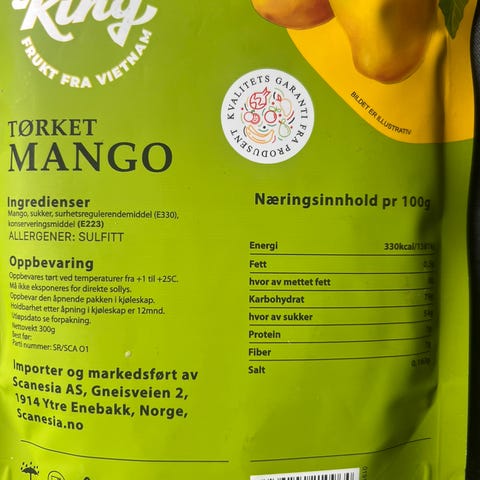 King
FRUKT FRA VIETNAM
KVALITETS GARANTI FRA PRODUSENT
BILDET ER ILLUSTRATIV
TØRKET
MANGO
Ingredienser
Mango, sukker, surhetsregulerendemiddel (E330),
konserveringsmiddel (E223)
ALLERGENER: SULFITT
Oppbevaring
Oppbevares tørt ved temperaturer fra +1 til +25C.
Må ikke eksponeres for direkte sollys.
Oppbevar den åpnende pakken i kjøleskap.
Holdbarhet etter åpning i kjøleskap er 12mnd.
Utløpsdato se forpakning.
Nettovekt 300g
Best før:
Parti nummer: SR/SCA 01
Importer og markedsført av
Scanesia AS, Gneisveien 2,
1914 Ytre Enebakk, Norge,
Scanesia.no
Næringsinnhold pr 100g
Energi 330kcal/
Fett
hvor av mettet fett
Karbohydrat
hvor av sukker
Protein
Fiber
Salt